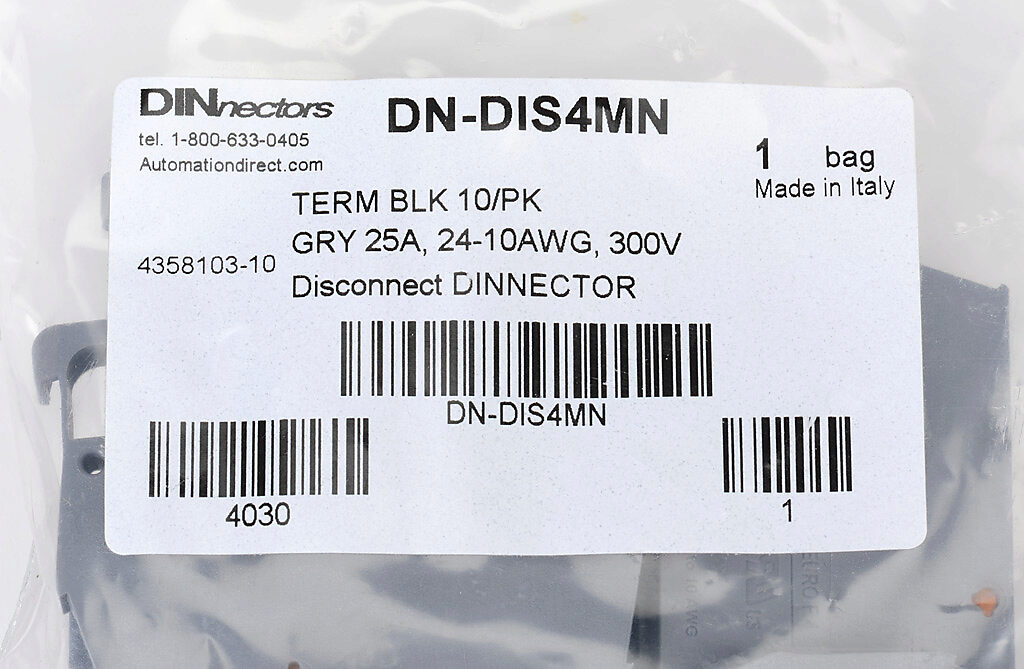 DINnectors
DN-DIS4MN
tel. 1-800-633-0405
Automationdirect.com
1 bag
Made in Italy
TERM BLK 10/PK
GRY 25A, 24-10AWG, 300V
4358103-10
Disconnect DINNECTOR
DN-DIS4MN
4030
1
AWG